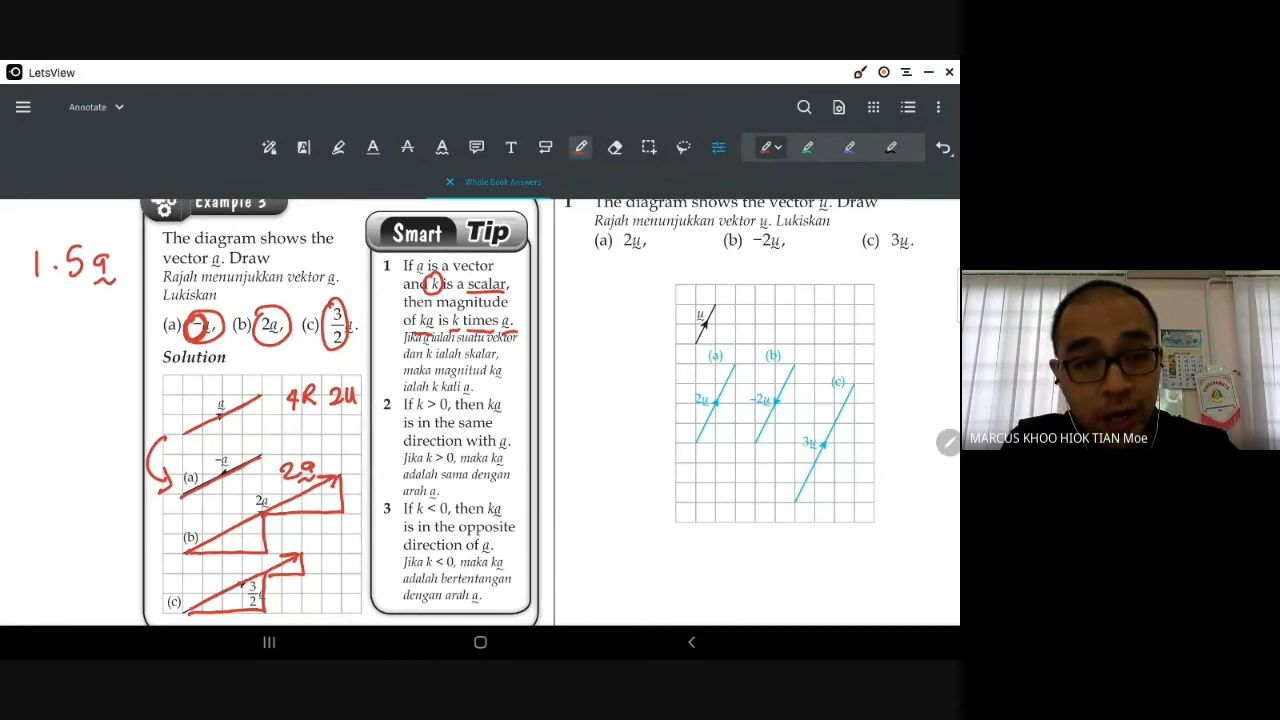 LetsView
Annotate
Whole Book Answers
Example 3
The diagram shows the
vector a. Draw
Rajah menunjukkan vektor a.
Lukiskan
(a) −a, (b) 2a, (c) 3/2 a.
Solution
1.5a
a
4R 2U
−a
(a)
2a
2a
(b)
3/2
(c)
Smart Tip
1 If a is a vector
and k is a scalar,
then magnitude
of ka is k times a.
Jika a ialah suatu vektor
dan k ialah skalar,
maka magnitud ka
ialah k kali a.
2 If k > 0, then ka
is in the same
direction with a.
Jika k > 0, maka ka
adalah sama dengan
arah a.
3 If k < 0, then ka
is in the opposite
direction of a.
Jika k < 0, maka ka
adalah bertentangan
dengan arah a.
1 The diagram shows the vector u. Draw
Rajah menunjukkan vektor u. Lukiskan
(a) 2u, (b) −2u, (c) 3u.
u
(a) (b)
(c)
2u −2u
3u
MARCUS KHOO HIOK TIAN Moe